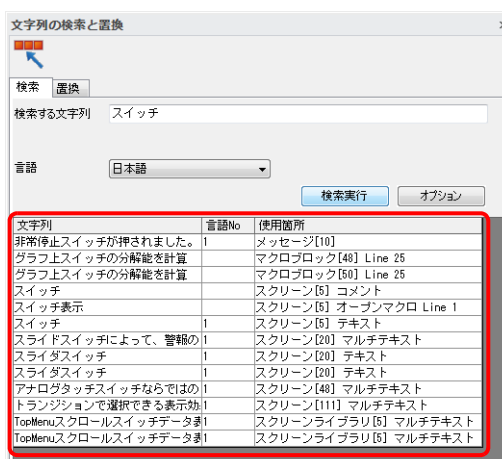 文字列の検索と置換
検索 置換
検索する文字列 スイッチ
言語 日本語
検索実行 オプション
文字列 言語No 使用箇所
非常停止スイッチが押されました。 1 メッセージ[10]
グラフ上スイッチの分解能を計算 マクロブロック[48] Line 25
グラフ上スイッチの分解能を計算 マクロブロック[50] Line 25
スイッチ スクリーン[5] コメント
スイッチ表示 スクリーン[5] オープンマクロ Line 1
スイッチ 1 スクリーン[5] テキスト
スライドスイッチによって、警報の 1 スクリーン[20] マルチテキスト
スライダスイッチ 1 スクリーン[20] テキスト
スライダスイッチ 1 スクリーン[20] テキスト
アナログタッチスイッチならではの 1 スクリーン[48] マルチテキスト
トランジションで選択できる表示効 1 スクリーン[111] マルチテキスト
TopMenuスクロールスイッチデータ表 1 スクリーンライブラリ[5] マルチテキスト
TopMenuスクロールスイッチデータ表 1 スクリーンライブラリ[5] マルチテキスト